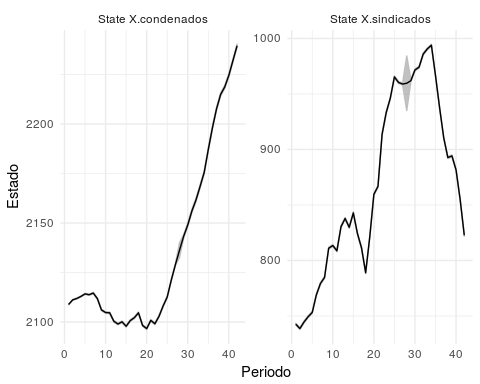 State X.condenados
State X.sindicados
Estado
2200
2150
2100
1000
900
800
0 10 20 30 40
0 10 20 30 40
Periodo